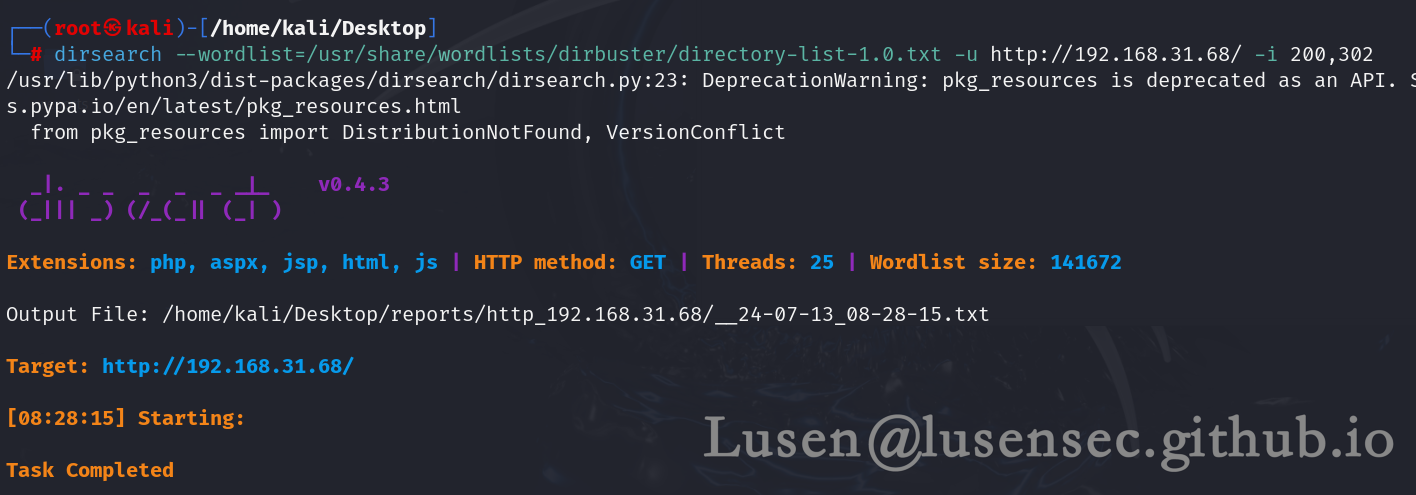 ┌──(root㉿kali)-[/home/kali/Desktop]
└─# dirsearch --wordlist=/usr/share/wordlists/dirbuster/directory-list-1.0.txt -u http://192.168.31.68/ -i 200,302
/usr/lib/python3/dist-packages/dirsearch/dirsearch.py:23: DeprecationWarning: pkg_resources is deprecated as an API. S
s.pypa.io/en/latest/pkg_resources.html
  from pkg_resources import DistributionNotFound, VersionConflict
  _|. _ _  _  _  _ _|_    v0.4.3
 (_||| _) (/_(_|| (_| )
Extensions: php, aspx, jsp, html, js | HTTP method: GET | Threads: 25 | Wordlist size: 141672
Output File: /home/kali/Desktop/reports/http_192.168.31.68/__24-07-13_08-28-15.txt
Target: http://192.168.31.68/
[08:28:15] Starting:
Lusen@lusensec.github.io
Task Completed